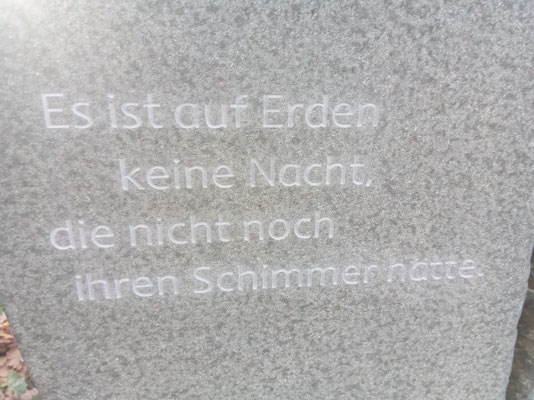 Es ist auf Erden
keine Nacht,
die nicht noch
ihren Schimmer hätte.